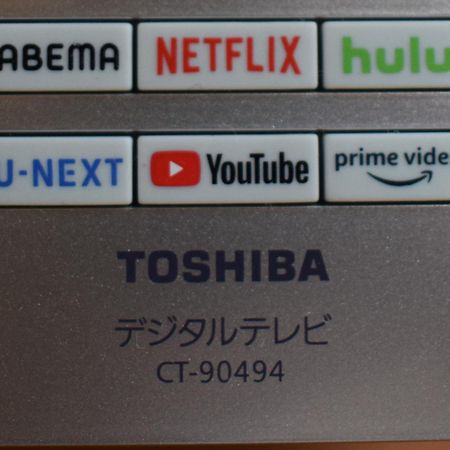 ABEMA NETFLIX hulu
U-NEXT YouTube prime vide
TOSHIBA
デジタルテレビ
CT-90494